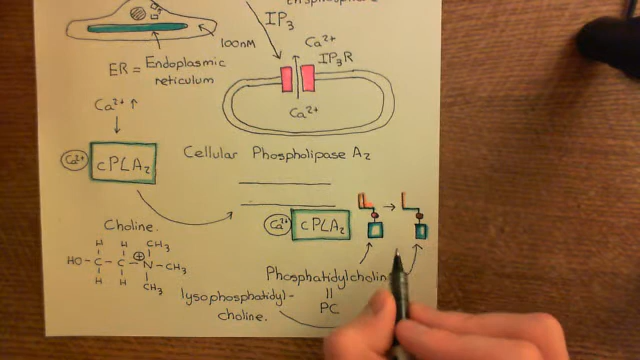 IP3
100nM
Ca2+
IP3R
ER = Endoplasmic
reticulum
Ca2+ ↑
Ca2+
Ca2+
cPLA2
Cellular Phospholipase A2
Choline.
Ca2+
cPLA2
H H CH3
HO-C-C-N-CH3
H H CH3
⊕
Phosphatidylcholin
lysophosphatidyl-
choline.
=
PC